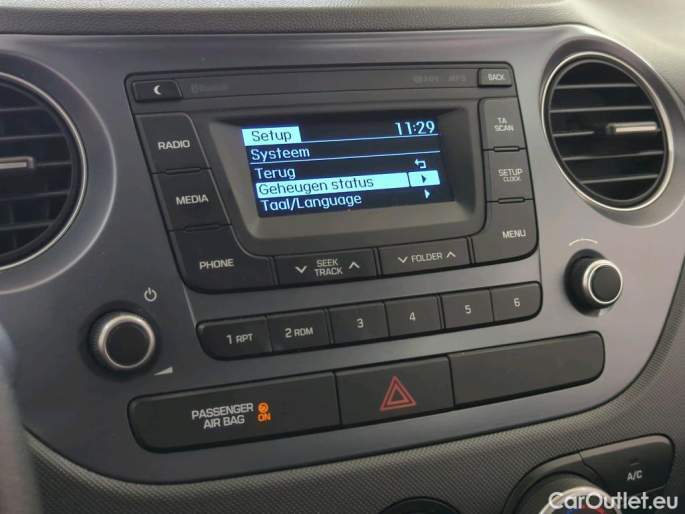 BACK
RADIO
MEDIA
PHONE
Setup 11:29
Systeem
Terug
Geheugen status
Taal/Language
TA
SCAN
SETUP
CLOCK
MENU
SEEK
TRACK
FOLDER
1 RPT
2 RDM
3
4
5
6
PASSENGER
AIR BAG
ON
A/C
CarOutlet.eu